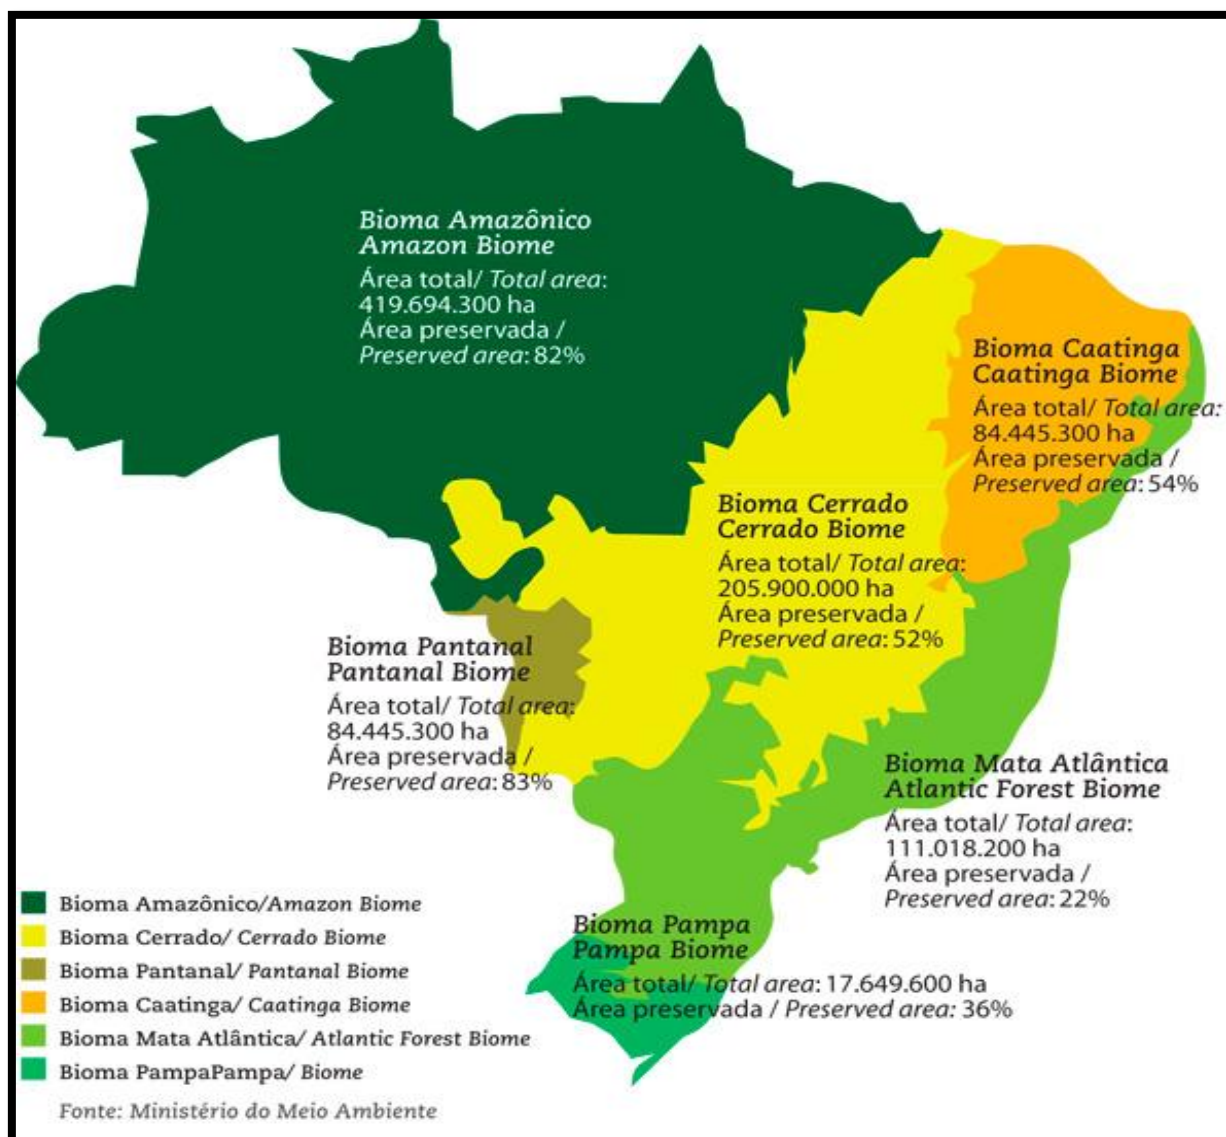 Bioma Amazônico
Amazon Biome
Área total/ Total area:
419.694.300 ha
Área preservada /
Preserved area: 82%
Bioma Caatinga
Caatinga Biome
Área total/ Total area:
84.445.300 ha
Área preservada /
Preserved area: 54%
Bioma Cerrado
Cerrado Biome
Área total/ Total area:
205.900.000 ha
Área preservada /
Preserved area: 52%
Bioma Pantanal
Pantanal Biome
Área total/ Total area:
84.445.300 ha
Área preservada /
Preserved area: 83%
Bioma Mata Atlântica
Atlantic Forest Biome
Área total/ Total area:
111.018.200 ha
Área preservada /
Preserved area: 22%
Bioma Pampa
Pampa Biome
Área total/ Total area: 17.649.600 ha
Área preservada / Preserved area: 36%
Bioma Amazônico/Amazon Biome
Bioma Cerrado/ Cerrado Biome
Bioma Pantanal/ Pantanal Biome
Bioma Caatinga/ Caatinga Biome
Bioma Mata Atlântica/ Atlantic Forest Biome
Bioma PampaPampa/ Biome
Fonte: Ministério do Meio Ambiente